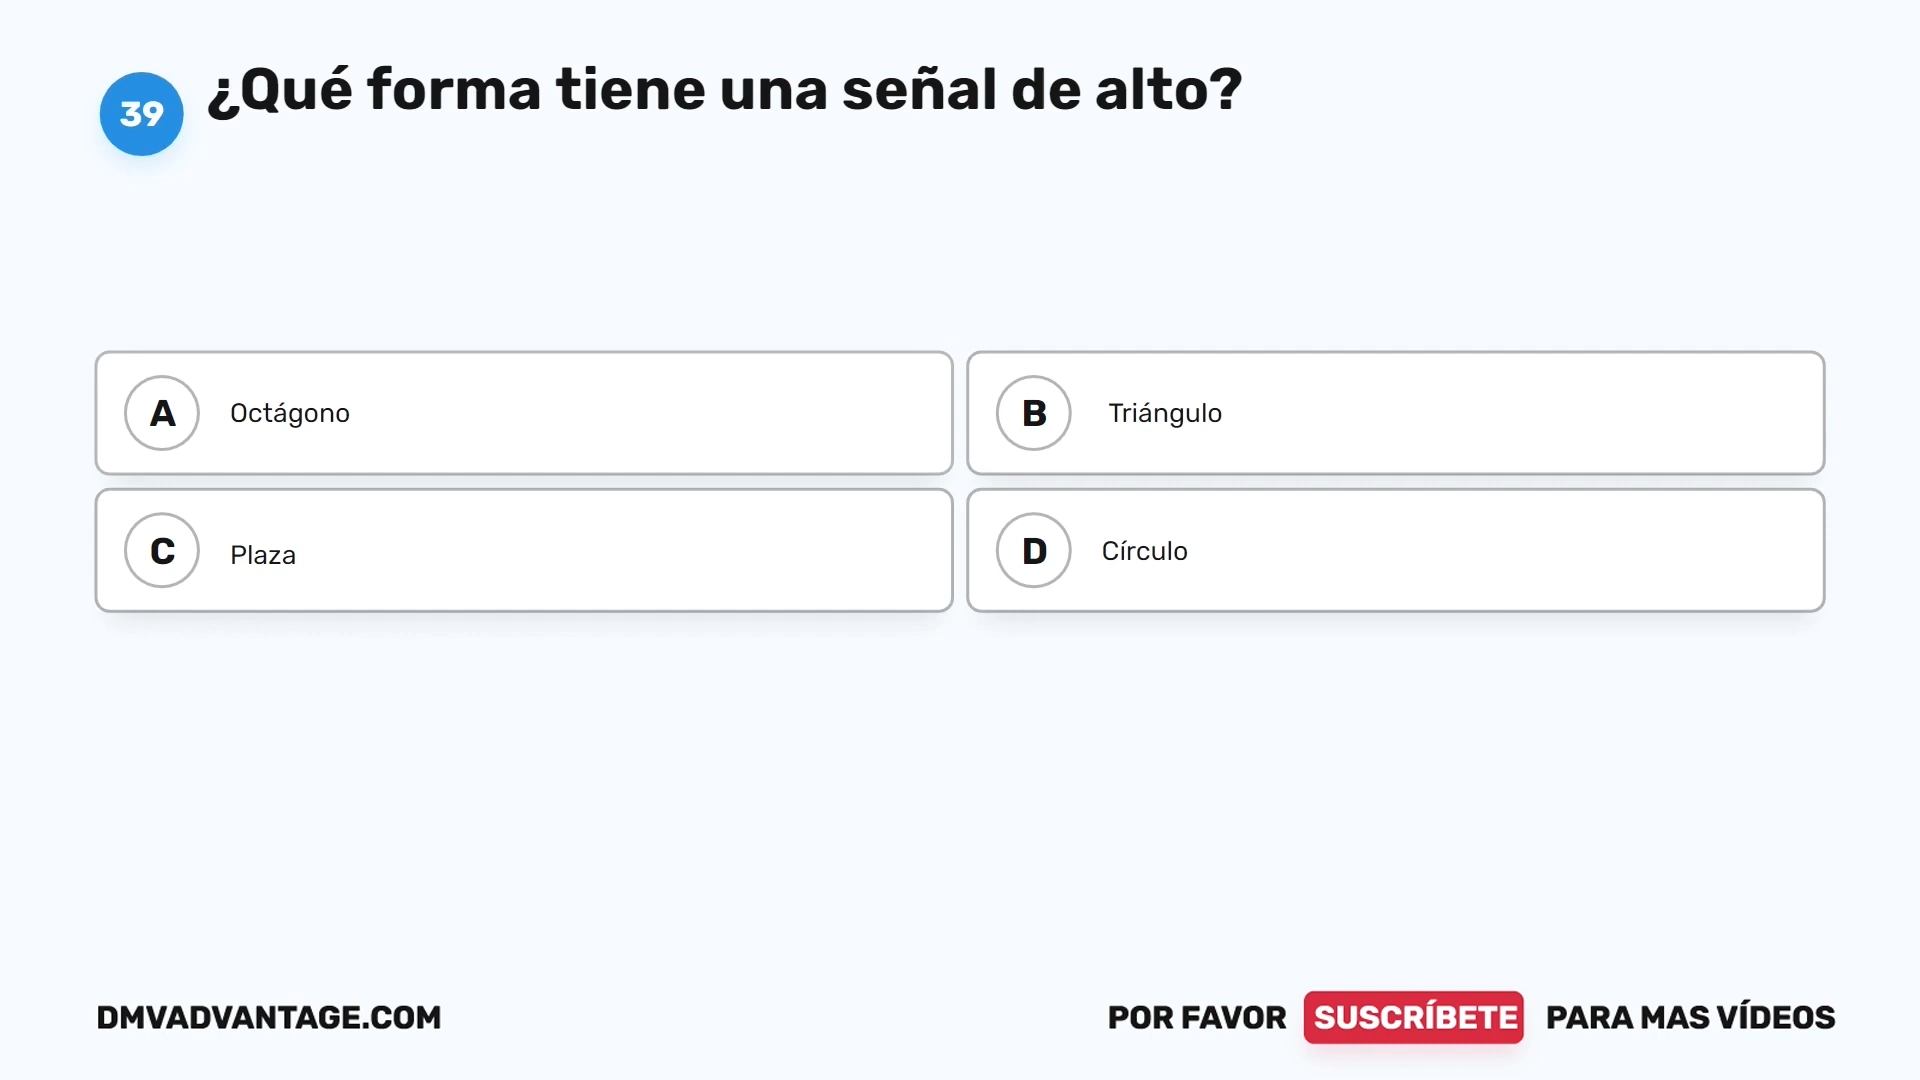 39
¿Qué forma tiene una señal de alto?
A Octágono
B Triángulo
C Plaza
D Círculo
DMVADVANTAGE.COM
POR FAVOR SUSCRÍBETE PARA MAS VÍDEOS